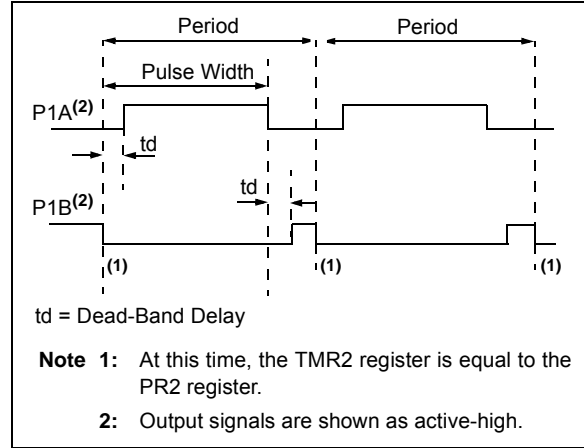 Period Period
Pulse Width
P1A(2)
td
td
P1B(2)
(1) (1) (1)
td = Dead-Band Delay
Note 1: At this time, the TMR2 register is equal to the
PR2 register.
2: Output signals are shown as active-high.